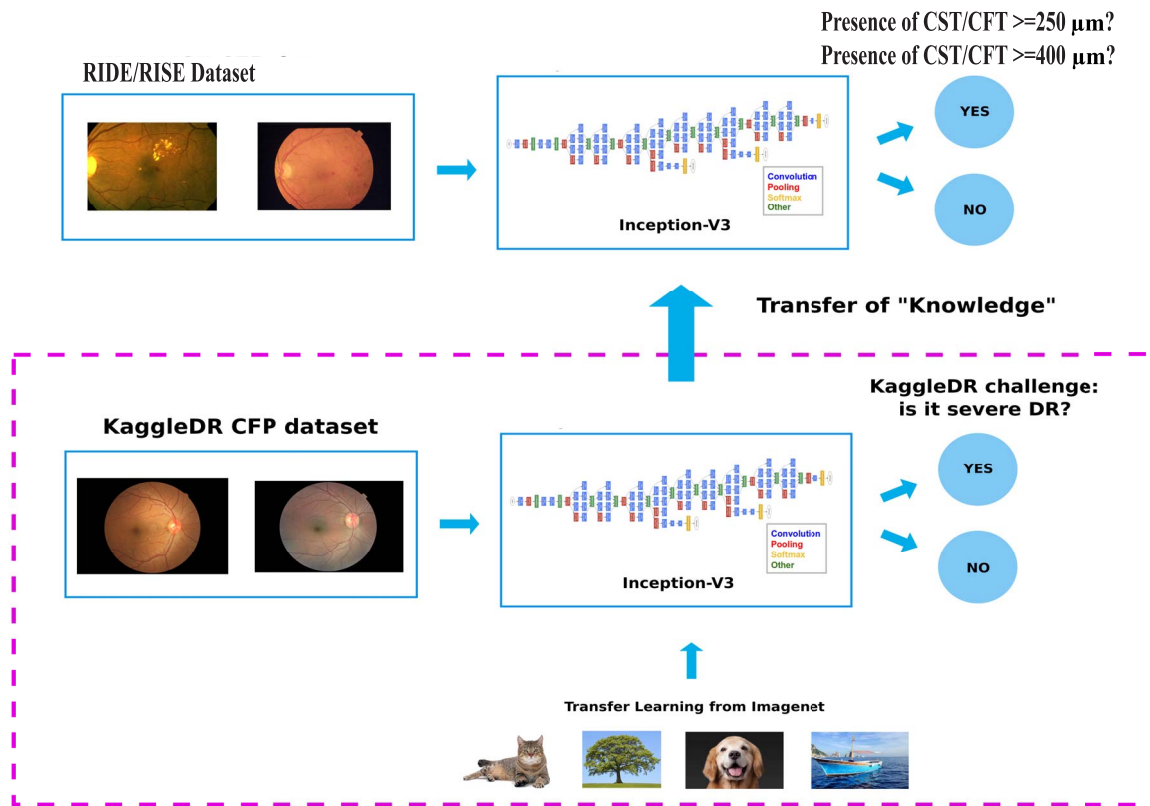 Presence of CST/CFT >=250 µm?
Presence of CST/CFT >=400 µm?
RIDE/RISE Dataset
YES
NO
Convolution
Pooling
Softmax
Other
Inception-V3
Transfer of "Knowledge"
KaggleDR challenge:
is it severe DR?
KaggleDR CFP dataset
YES
NO
Convolution
Pooling
Softmax
Other
Inception-V3
Transfer Learning from Imagenet